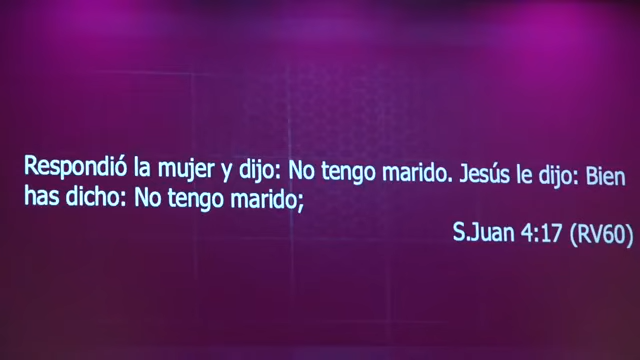 Respondió la mujer y dijo: No tengo marido. Jesús le dijo: Bien
has dicho: No tengo marido;
S.Juan 4:17 (RV60)